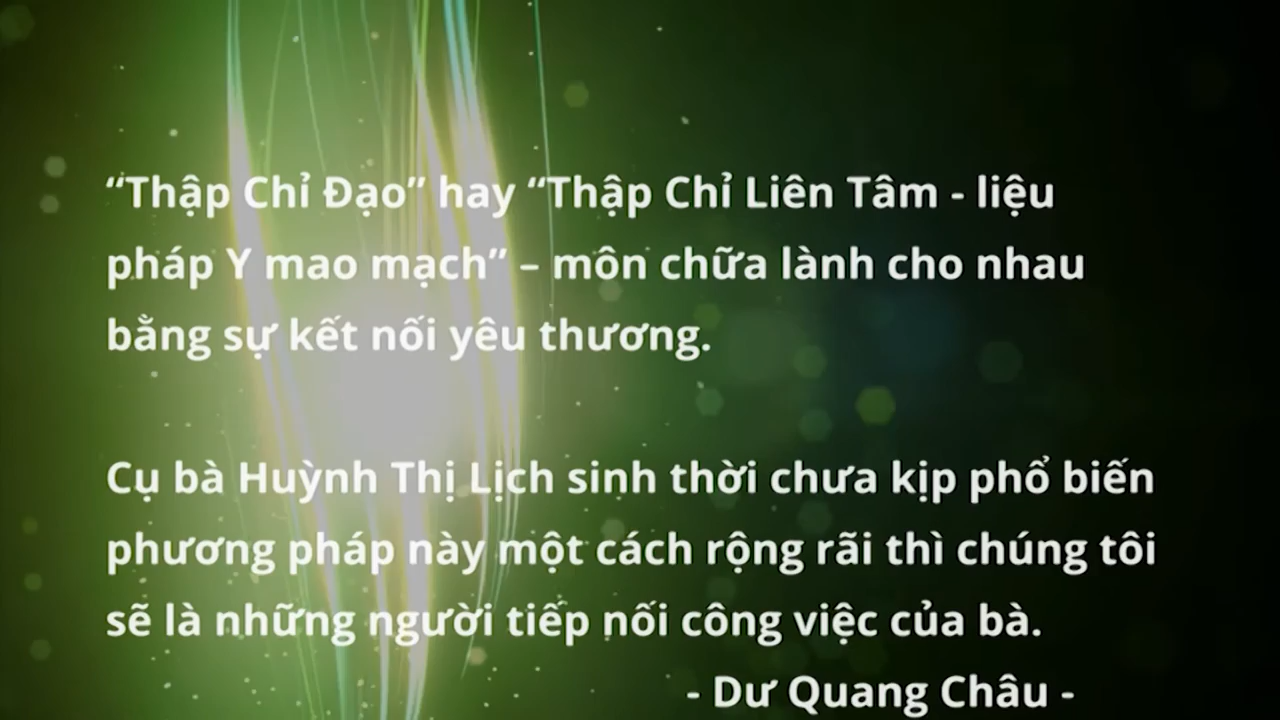 “Thập Chỉ Đạo” hay “Thập Chỉ Liên Tâm - liệu
pháp Y mao mạch” – môn chữa lành cho nhau
bằng sự kết nối yêu thương.
Cụ bà Huỳnh Thị Lịch sinh thời chưa kịp phổ biến
phương pháp này một cách rộng rãi thì chúng tôi
sẽ là những người tiếp nối công việc của bà.
- Dư Quang Châu -